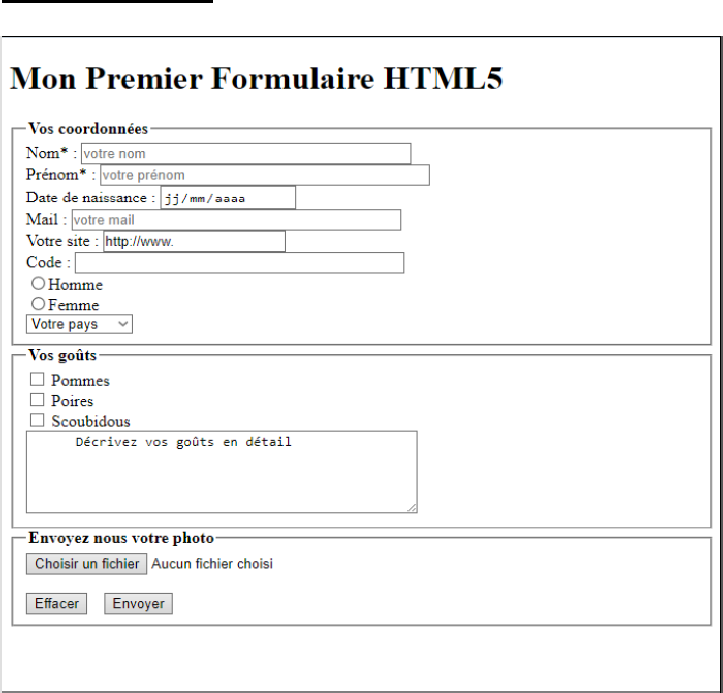 Mon Premier Formulaire HTML5
Vos coordonnées
Nom* : votre nom
Prénom* : votre prénom
Date de naissance : jj/mm/aaaa
Mail : votre mail
Votre site : http://www.
Code :
Homme
Femme
Votre pays
Vos goûts
Pommes
Poires
Scoubidous
Décrivez vos goûts en détail
Envoyez nous votre photo
Choisir un fichier Aucun fichier choisi
Effacer Envoyer